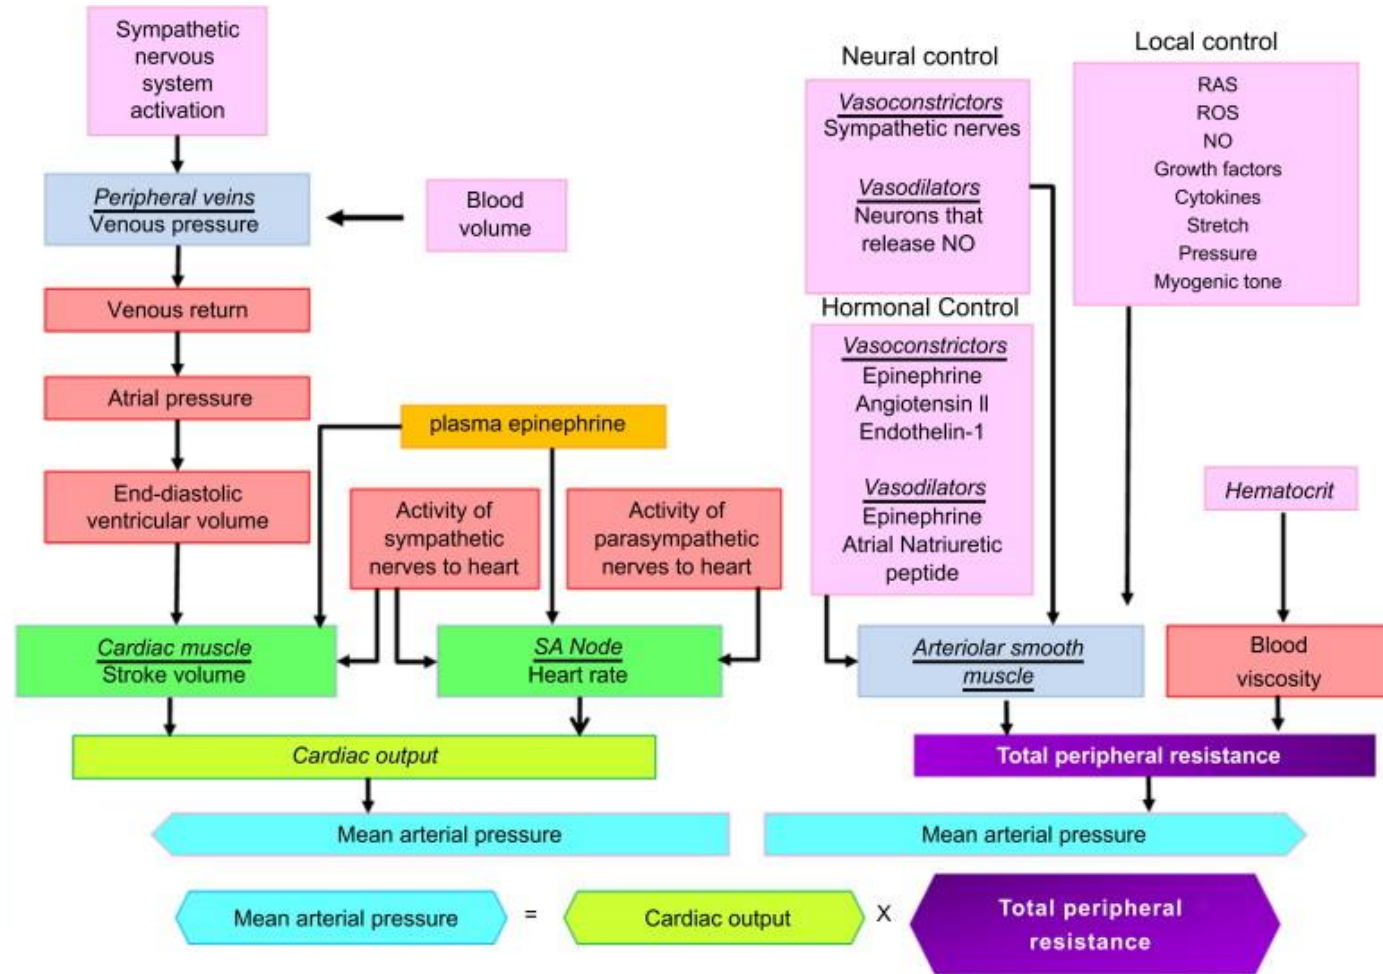 Sympathetic
nervous
system
activation
Peripheral veins
Venous pressure
Blood
volume
Venous return
Atrial pressure
End-diastolic
ventricular volume
plasma epinephrine
Activity of
sympathetic
nerves to heart
Activity of
parasympathetic
nerves to heart
Cardiac muscle
Stroke volume
SA Node
Heart rate
Cardiac output
Mean arterial pressure
Neural control
Vasoconstrictors
Sympathetic nerves
Vasodilators
Neurons that
release NO
Hormonal Control
Vasoconstrictors
Epinephrine
Angiotensin II
Endothelin-1
Vasodilators
Epinephrine
Atrial Natriuretic
peptide
Local control
RAS
ROS
NO
Growth factors
Cytokines
Stretch
Pressure
Myogenic tone
Hematocrit
Arteriolar smooth
muscle
Blood
viscosity
Total peripheral resistance
Mean arterial pressure
Mean arterial pressure
=
Cardiac output
X
Total peripheral
resistance